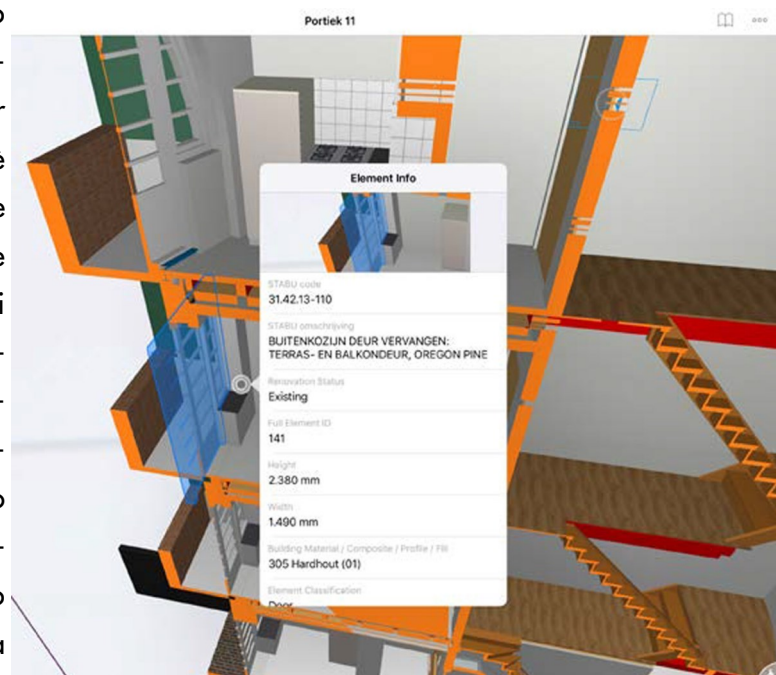 Portiek 11
Element Info
STABU code
31.42.13-110
STABU omschrijving
BUITENKOZIJN DEUR VERVANGEN:
TERRAS- EN BALKONDEUR, OREGON PINE
Renovation Status
Existing
Full Element ID
141
Height
2.380 mm
Width
1.490 mm
Building Material / Composite / Profile / Fill
305 Hardhout (01)
Element Classification
Door